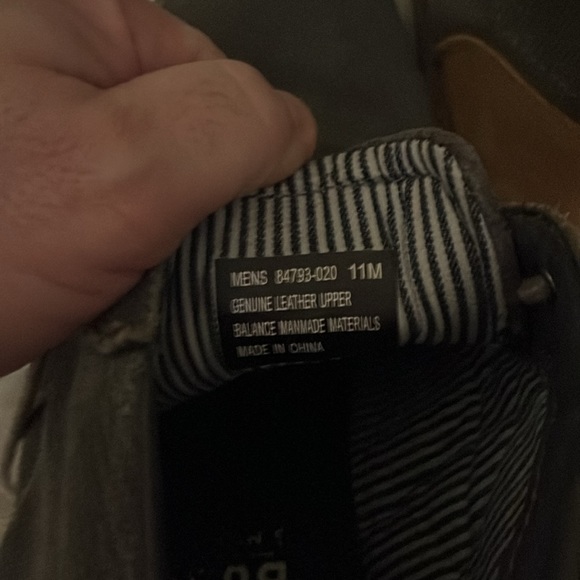 MENS 84793-020 11M
GENUINE LEATHER UPPER
BALANCE MANMADE MATERIALS
MADE IN CHINA